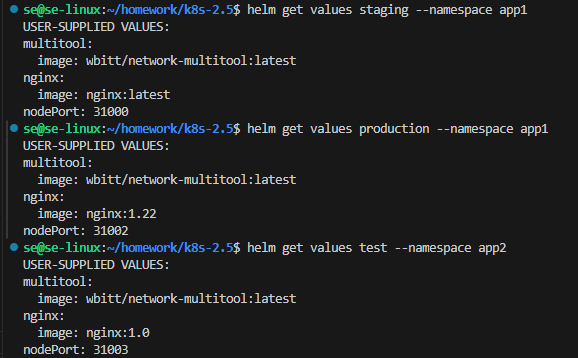 se@se-linux:~/homework/k8s-2.5$ helm get values staging --namespace app1
USER-SUPPLIED VALUES:
multitool:
  image: wbitt/network-multitool:latest
nginx:
  image: nginx:latest
nodePort: 31000
se@se-linux:~/homework/k8s-2.5$ helm get values production --namespace app1
USER-SUPPLIED VALUES:
multitool:
  image: wbitt/network-multitool:latest
nginx:
  image: nginx:1.22
nodePort: 31002
se@se-linux:~/homework/k8s-2.5$ helm get values test --namespace app2
USER-SUPPLIED VALUES:
multitool:
  image: wbitt/network-multitool:latest
nginx:
  image: nginx:1.0
nodePort: 31003